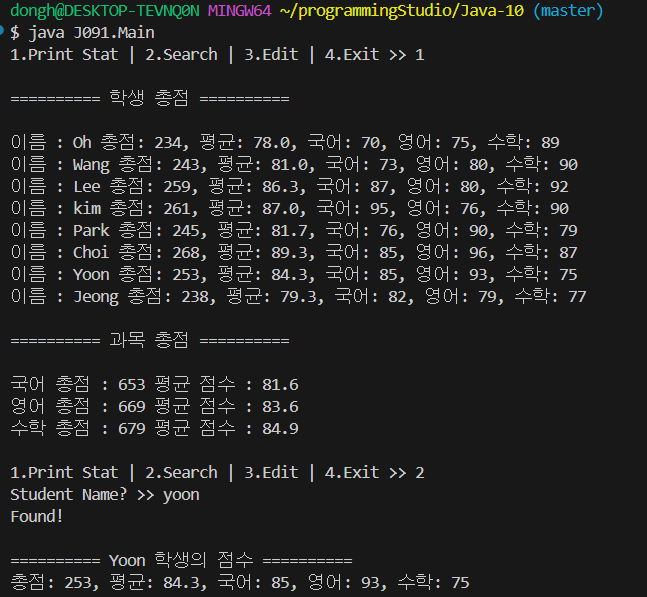 dongh@DESKTOP-TEVNQ0N MINGW64 ~/programmingStudio/Java-10 (master)
$ java J091.Main
1.Print Stat | 2.Search | 3.Edit | 4.Exit >> 1
========== 학생 총점 ==========
이름 : Oh 총점: 234, 평균: 78.0, 국어: 70, 영어: 75, 수학: 89
이름 : Wang 총점: 243, 평균: 81.0, 국어: 73, 영어: 80, 수학: 90
이름 : Lee 총점: 259, 평균: 86.3, 국어: 87, 영어: 80, 수학: 92
이름 : kim 총점: 261, 평균: 87.0, 국어: 95, 영어: 76, 수학: 90
이름 : Park 총점: 245, 평균: 81.7, 국어: 76, 영어: 90, 수학: 79
이름 : Choi 총점: 268, 평균: 89.3, 국어: 85, 영어: 96, 수학: 87
이름 : Yoon 총점: 253, 평균: 84.3, 국어: 85, 영어: 93, 수학: 75
이름 : Jeong 총점: 238, 평균: 79.3, 국어: 82, 영어: 79, 수학: 77
========== 과목 총점 ==========
국어 총점 : 653 평균 점수 : 81.6
영어 총점 : 669 평균 점수 : 83.6
수학 총점 : 679 평균 점수 : 84.9
1.Print Stat | 2.Search | 3.Edit | 4.Exit >> 2
Student Name? >> yoon
Found!
========== Yoon 학생의 점수 ==========
총점: 253, 평균: 84.3, 국어: 85, 영어: 93, 수학: 75